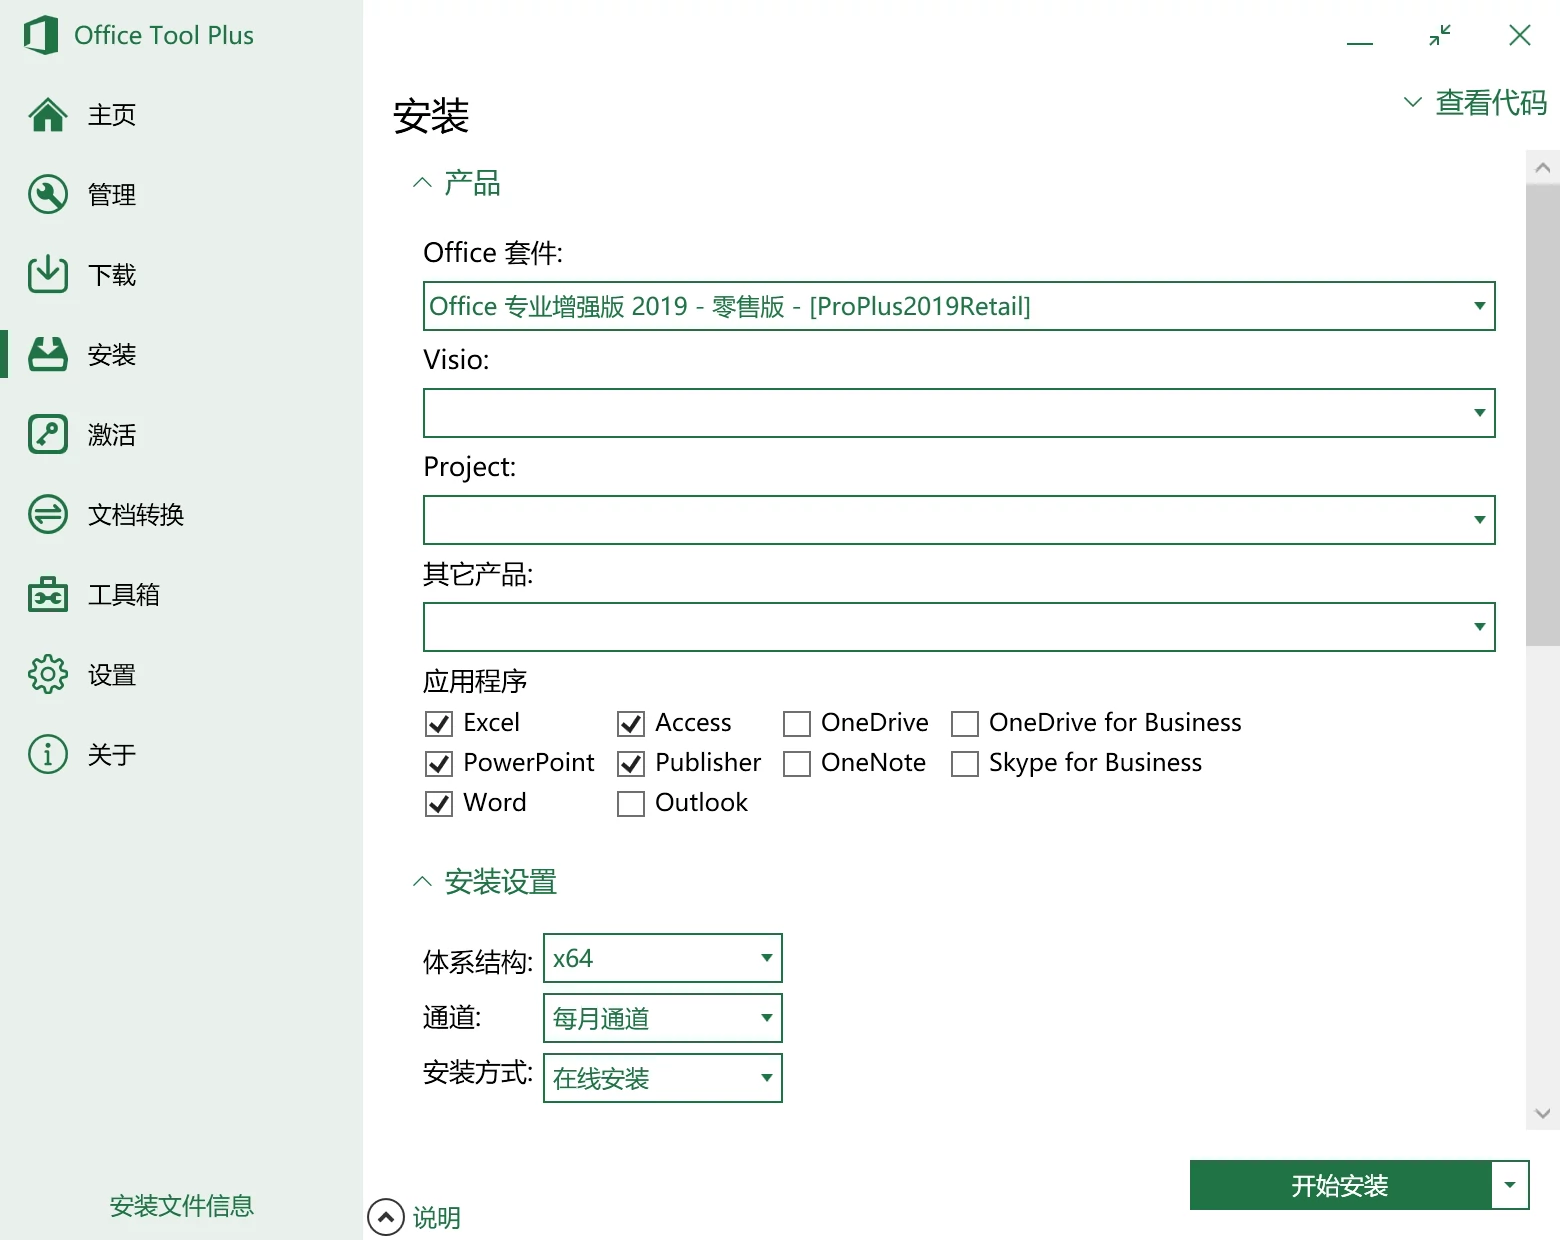 Office Tool Plus
主页
管理
下载
安装
激活
文档转换
工具箱
设置
关于
安装文件信息
安装
查看代码
产品
Office 套件:
Office 专业增强版 2019 - 零售版 - [ProPlus2019Retail]
Visio:
Project:
其它产品:
应用程序
Excel Access OneDrive OneDrive for Business
PowerPoint Publisher OneNote Skype for Business
Word Outlook
安装设置
体系结构: x64
通道: 每月通道
安装方式: 在线安装
开始安装
说明